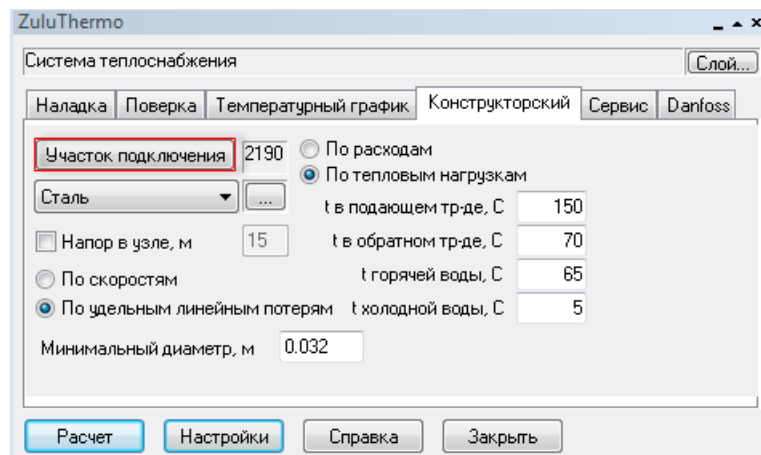 ZuluThermo
Система теплоснабжения Слой...
Наладка Поверка Температурный график Конструкторский Сервис Danfoss
Участок подключения 2190 По расходам
По тепловым нагрузкам
Сталь ...
t в подающем тр-де, С 150
Напор в узле, м 15 t в обратном тр-де, С 70
По скоростям t горячей воды, С 65
По удельным линейным потерям t холодной воды, С 5
Минимальный диаметр, м 0.032
Расчет Настройки Справка Закрыть